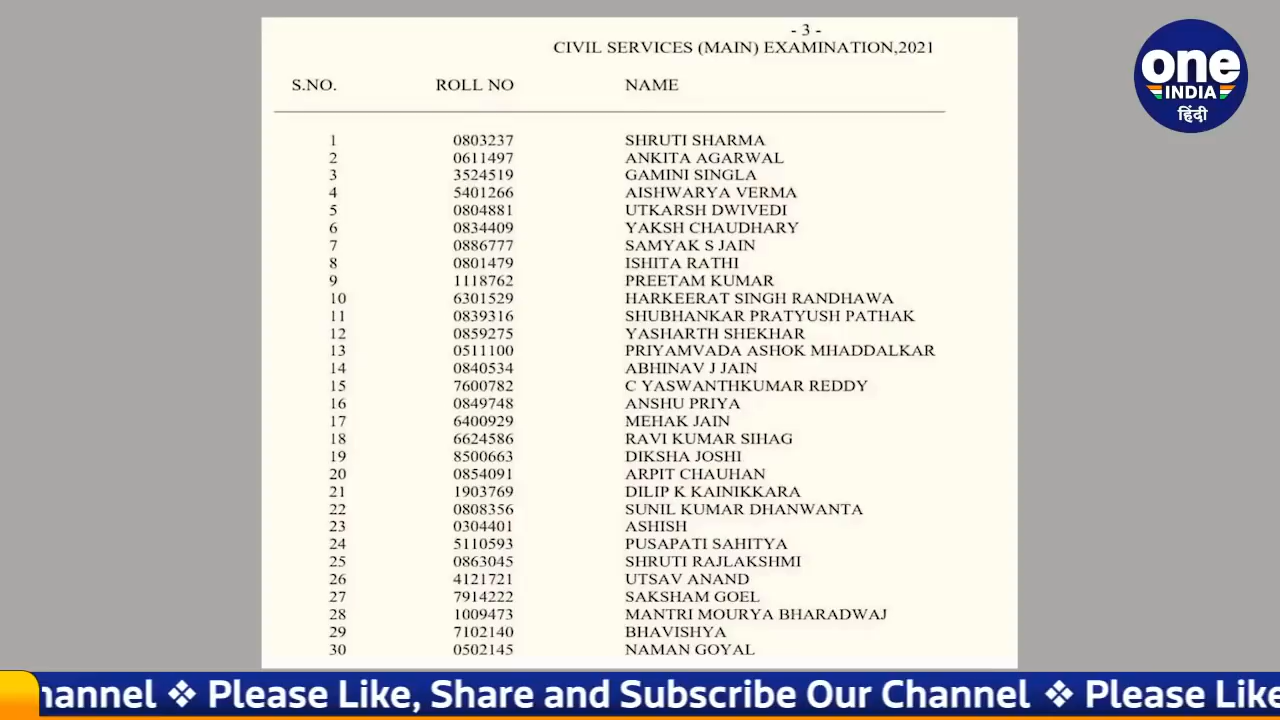 - 3 -
CIVIL SERVICES (MAIN) EXAMINATION,2021
S.NO. ROLL NO NAME
1 0803237 SHRUTI SHARMA
2 0611497 ANKITA AGARWAL
3 3524519 GAMINI SINGLA
4 5401266 AISHWARYA VERMA
5 0804881 UTKARSH DWIVEDI
6 0834409 YAKSH CHAUDHARY
7 0886777 SAMYAK S JAIN
8 0801479 ISHITA RATHI
9 1118762 PREETAM KUMAR
10 6301529 HARKEERAT SINGH RANDHAWA
11 0839316 SHUBHANKAR PRATYUSH PATHAK
12 0859275 YASHARTH SHEKHAR
13 0511100 PRIYAMVADA ASHOK MHADDALKAR
14 0840534 ABHINAV J JAIN
15 7600782 C YASWANTHKUMAR REDDY
16 0849748 ANSHU PRIYA
17 6400929 MEHAK JAIN
18 6624586 RAVI KUMAR SIHAG
19 8500663 DIKSHA JOSHI
20 0854091 ARPIT CHAUHAN
21 1903769 DILIP K KAINIKKARA
22 0808356 SUNIL KUMAR DHANWANTA
23 0304401 ASHISH
24 5110593 PUSAPATI SAHITYA
25 0863045 SHRUTI RAJLAKSHMI
26 4121721 UTSAV ANAND
27 7914222 SAKSHAM GOEL
28 1009473 MANTRI MOURYA BHARADWAJ
29 7102140 BHAVISHYA
30 0502145 NAMAN GOYAL
one
INDIA
हिंदी
hannel ❖ Please Like, Share and Subscribe Our Channel ❖ Please Like